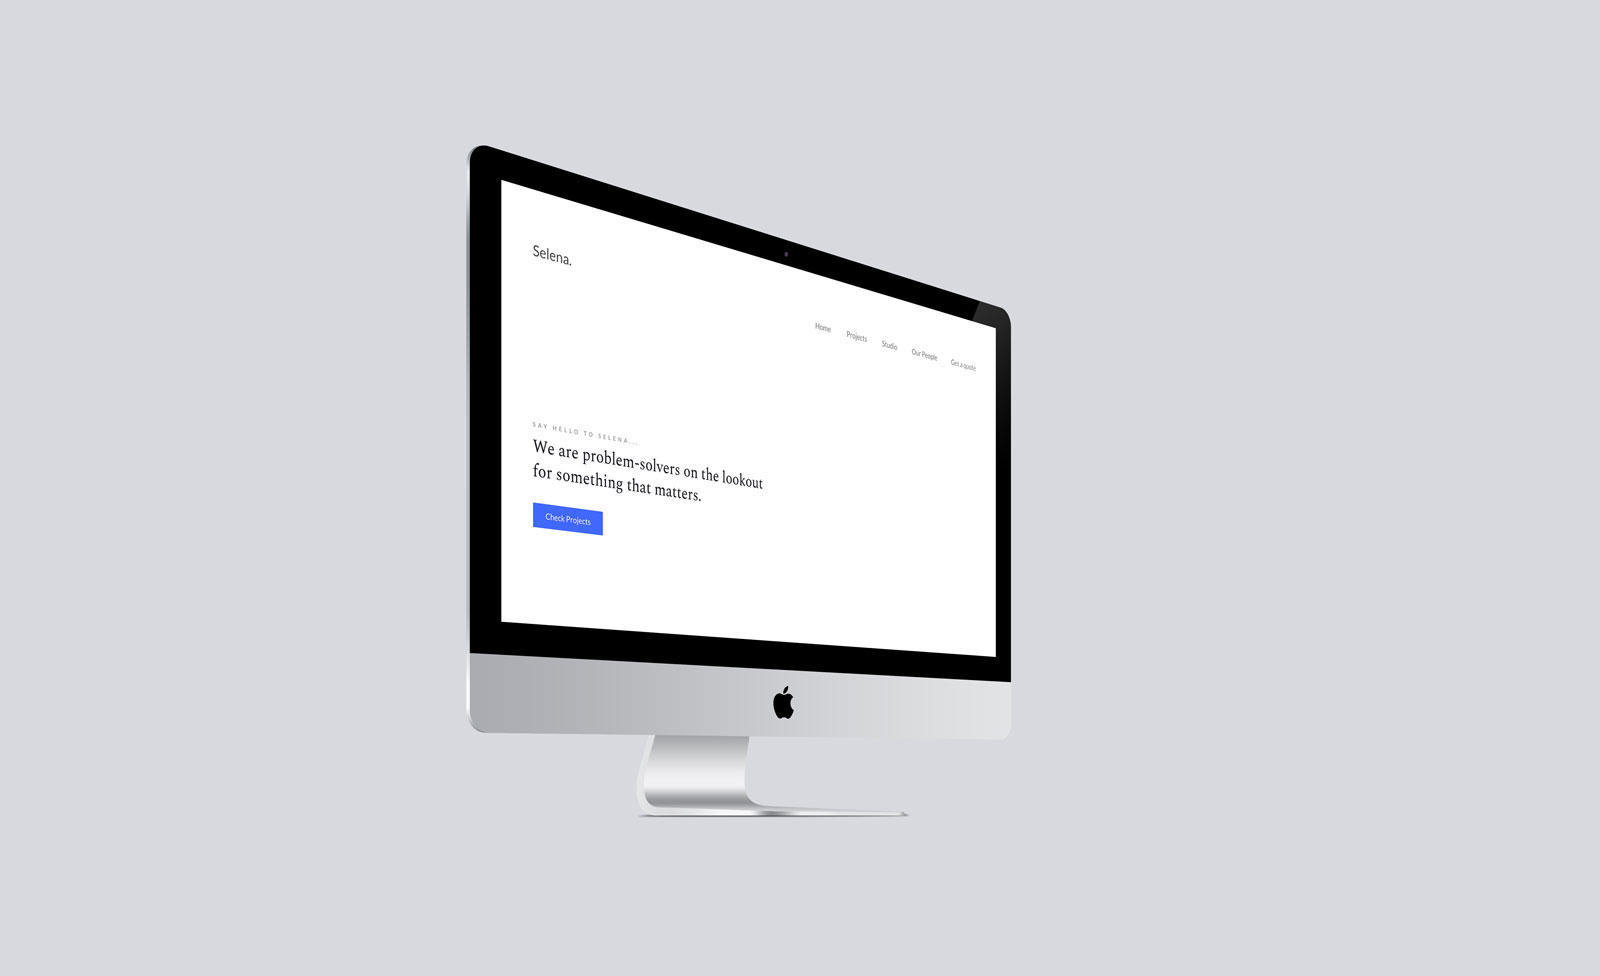 Selena.
Home Projects Studio Our People Get a quote
SAY HELLO TO SELENA...
We are problem-solvers on the lookout
for something that matters.
Check Projects